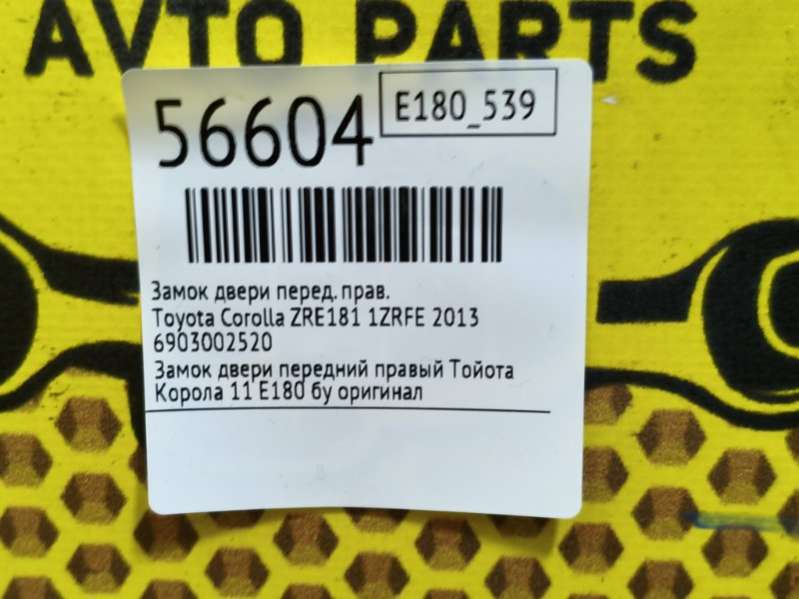 AVTO PARTS
56604
E180_539
Замок двери перед. прав.
Toyota Corolla ZRE181 1ZRFE 2013
6903002520
Замок двери передний правый Тойота
Корола 11 Е180 бу оригинал